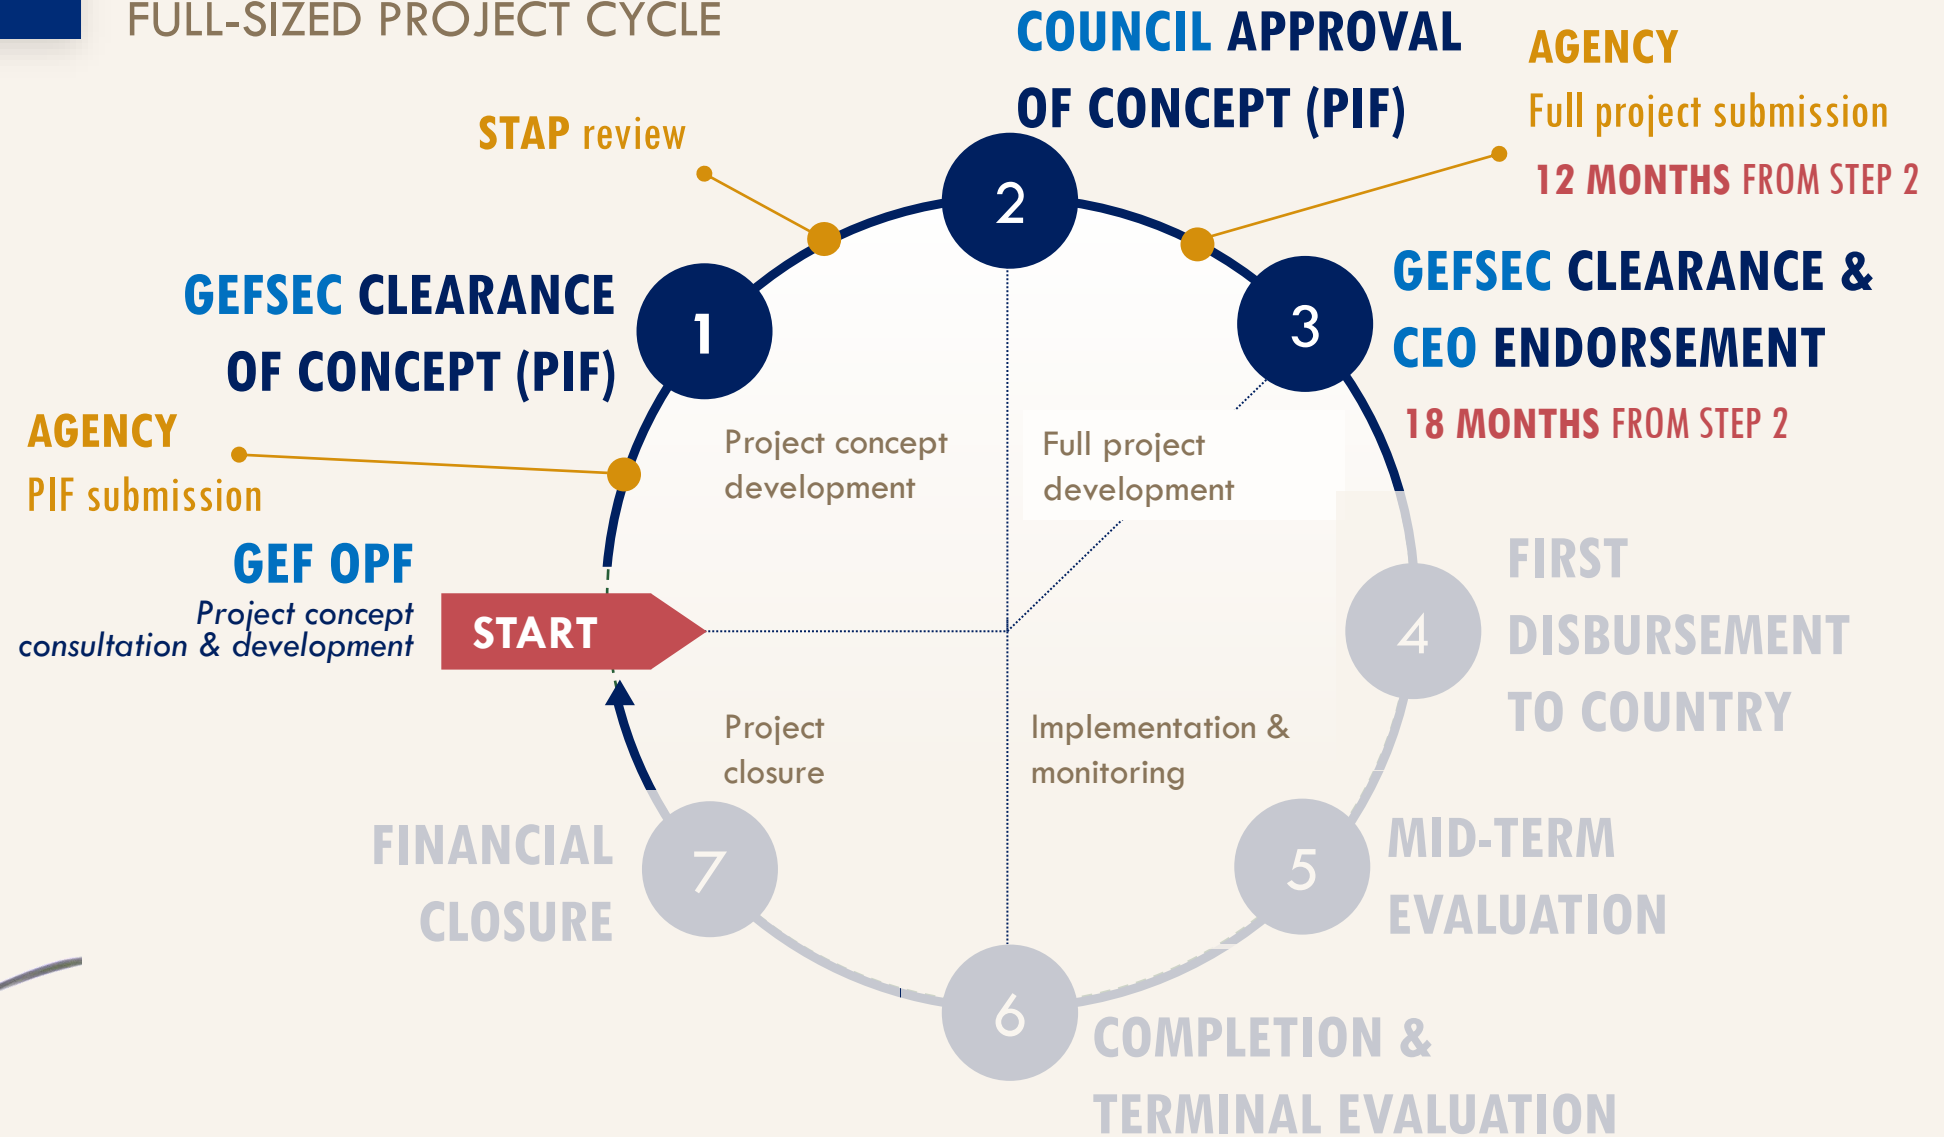 FULL-SIZED PROJECT CYCLE
COUNCIL APPROVAL
OF CONCEPT (PIF)
AGENCY
Full project submission
12 MONTHS FROM STEP 2
STAP review
2
GEFSEC CLEARANCE
OF CONCEPT (PIF)
1
3
GEFSEC CLEARANCE &
CEO ENDORSEMENT
18 MONTHS FROM STEP 2
AGENCY
PIF submission
Project concept
development
Full project
development
GEF OPF
Project concept
consultation & development
START
4
FIRST
DISBURSEMENT
TO COUNTRY
Project
closure
Implementation &
monitoring
FINANCIAL
CLOSURE
7
5
MID-TERM
EVALUATION
6
COMPLETION &
TERMINAL EVALUATION